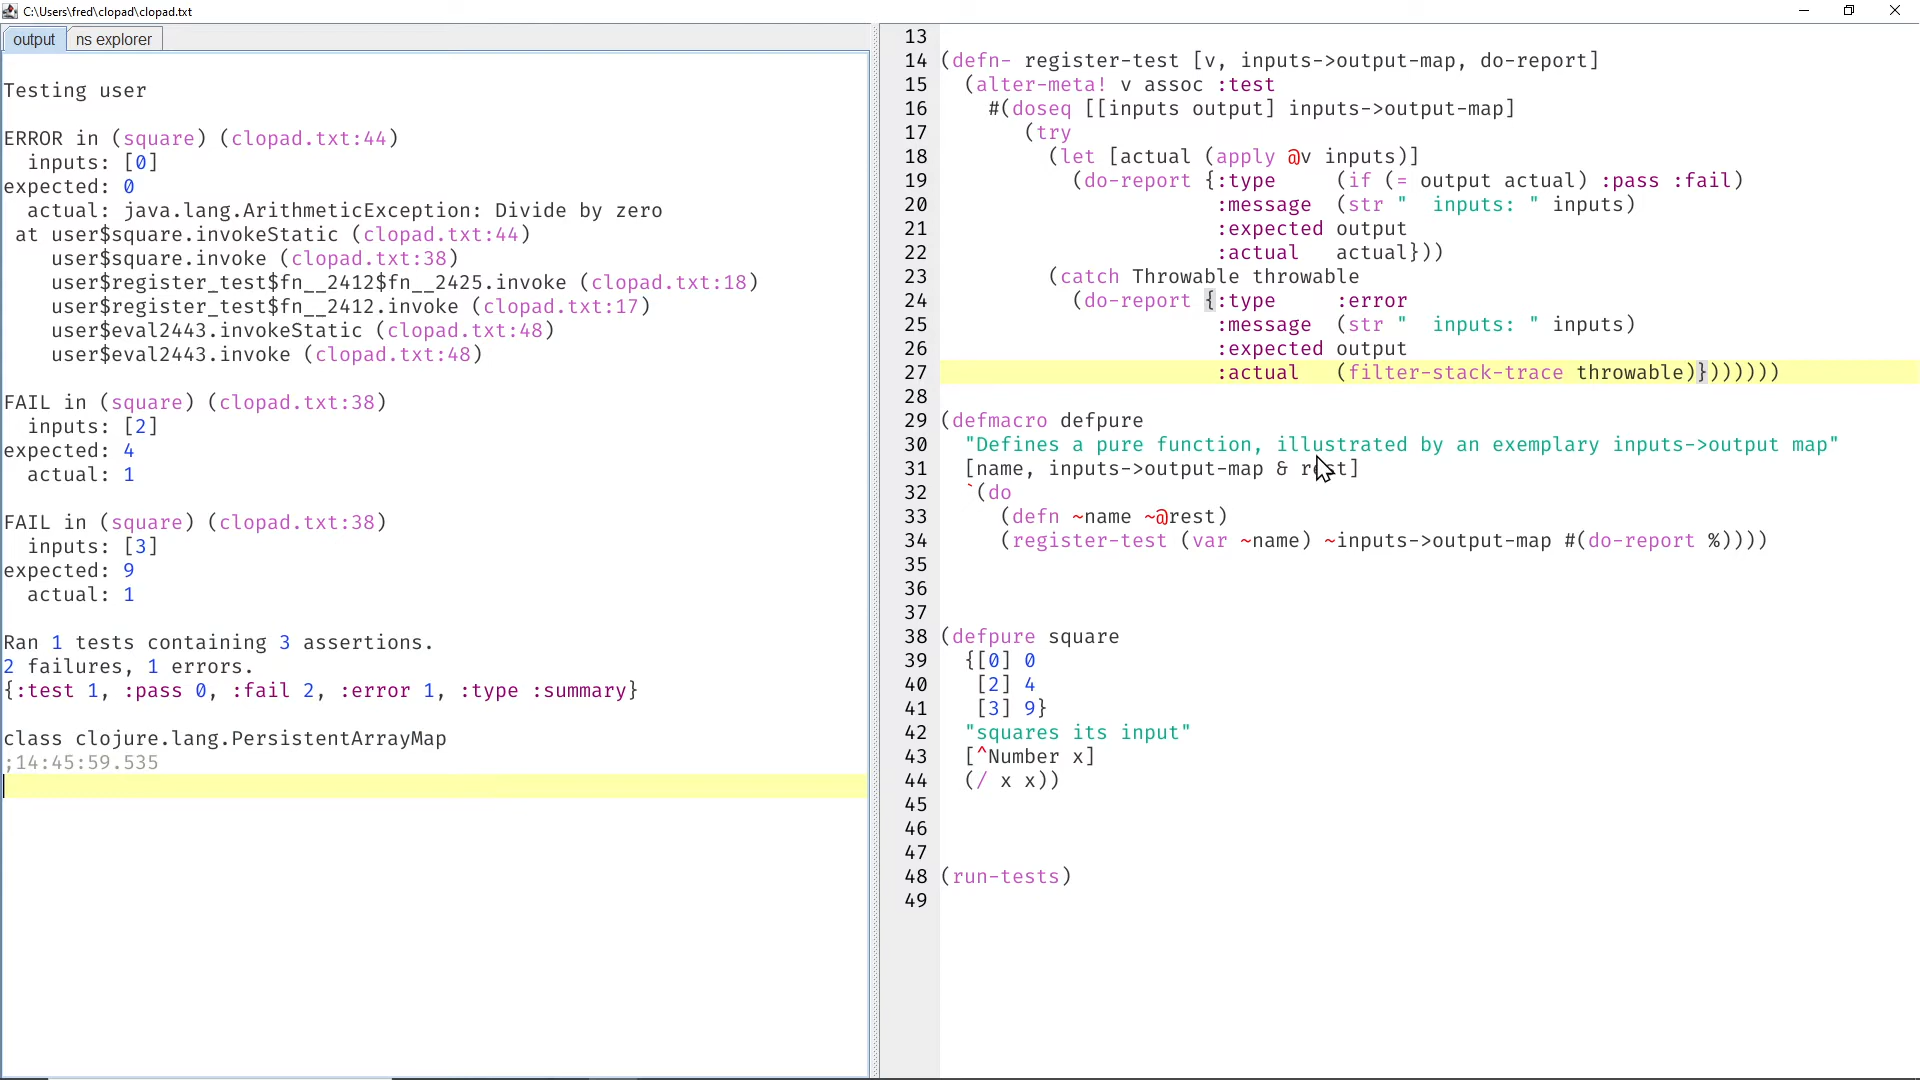 C:\Users\fred\clopad\clopad.txt
output
ns explorer
Testing user
ERROR in (square) (clopad.txt:44)
  inputs: [0]
expected: 0
  actual: java.lang.ArithmeticException: Divide by zero
 at user$square.invokeStatic (clopad.txt:44)
    user$square.invoke (clopad.txt:38)
    user$register_test$fn__2412$fn__2425.invoke (clopad.txt:18)
    user$register_test$fn__2412.invoke (clopad.txt:17)
    user$eval2443.invokeStatic (clopad.txt:48)
    user$eval2443.invoke (clopad.txt:48)
FAIL in (square) (clopad.txt:38)
  inputs: [2]
expected: 4
  actual: 1
FAIL in (square) (clopad.txt:38)
  inputs: [3]
expected: 9
  actual: 1
Ran 1 tests containing 3 assertions.
2 failures, 1 errors.
{:test 1, :pass 0, :fail 2, :error 1, :type :summary}
class clojure.lang.PersistentArrayMap
;14:45:59.535
13
14 (defn- register-test [v, inputs->output-map, do-report]
15   (alter-meta! v assoc :test
16     #(doseq [[inputs output] inputs->output-map]
17        (try
18          (let [actual (apply @v inputs)]
19            (do-report {:type     (if (= output actual) :pass :fail)
20                        :message  (str "  inputs: " inputs)
21                        :expected output
22                        :actual   actual}))
23          (catch Throwable throwable
24            (do-report {:type     :error
25                        :message  (str "  inputs: " inputs)
26                        :expected output
27                        :actual   (filter-stack-trace throwable)})))))))
28
29 (defmacro defpure
30   "Defines a pure function, illustrated by an exemplary inputs->output map"
31   [name, inputs->output-map & rest]
32   `(do
33      (defn ~name ~@rest)
34      (register-test (var ~name) ~inputs->output-map #(do-report %))))
35
36
37
38 (defpure square
39   {[0] 0
40    [2] 4
41    [3] 9}
42   "squares its input"
43   [^Number x]
44   (/ x x))
45
46
47
48 (run-tests)
49